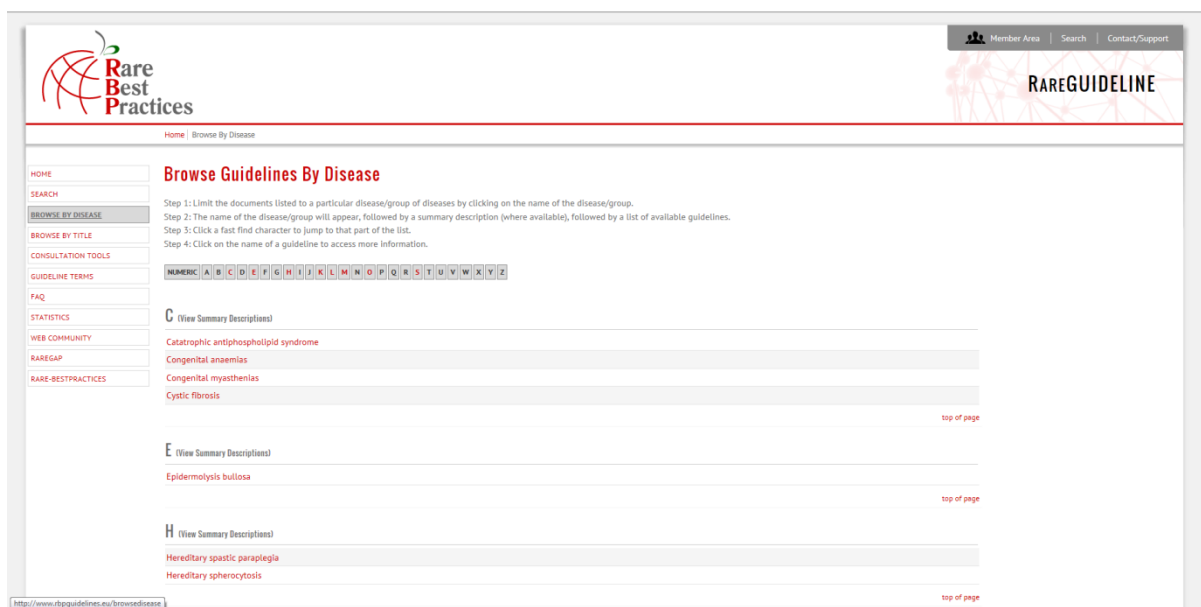 Member Area | Search | Contact/Support
Rare
Best
Practices
RAREGUIDELINE
Home | Browse By Disease
HOME
SEARCH
BROWSE BY DISEASE
BROWSE BY TITLE
CONSULTATION TOOLS
GUIDELINE TERMS
FAQ
STATISTICS
WEB COMMUNITY
RAREGAP
RARE-BESTPRACTICES
Browse Guidelines By Disease
Step 1: Limit the documents listed to a particular disease/group of diseases by clicking on the name of the disease/group.
Step 2: The name of the disease/group will appear, followed by a summary description (where available), followed by a list of available guidelines.
Step 3: Click a fast find character to jump to that part of the list.
Step 4: Click on the name of a guideline to access more information.
NUMERIC A B C D E F G H I J K L M N O P Q R S T U V W X Y Z
C (View Summary Descriptions)
Catatrophic antiphospholipid syndrome
Congenital anaemias
Congenital myasthenias
Cystic fibrosis
top of page
E (View Summary Descriptions)
Epidermolysis bullosa
top of page
H (View Summary Descriptions)
Hereditary spastic paraplegia
Hereditary spherocytosis
top of page
http://www.rbpguidelines.eu/browsedisease